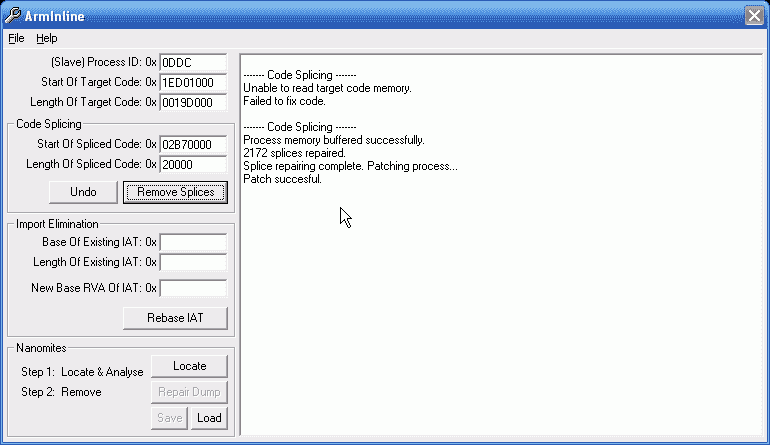 ArmInline
File Help
(Slave) Process ID: 0x 0DDC
Start Of Target Code: 0x 1ED01000
Length Of Target Code: 0x 0019D000
Code Splicing
Start Of Spliced Code: 0x 02B70000
Length Of Spliced Code: 0x 20000
Undo Remove Splices
Import Elimination
Base Of Existing IAT: 0x
Length Of Existing IAT: 0x
New Base RVA Of IAT: 0x
Rebase IAT
Nanomites
Step 1: Locate & Analyse Locate
Step 2: Remove Repair Dump
Save Load
------- Code Splicing -------
Unable to read target code memory.
Failed to fix code.
------- Code Splicing -------
Process memory buffered successfully.
2172 splices repaired.
Splice repairing complete. Patching process...
Patch succesful.